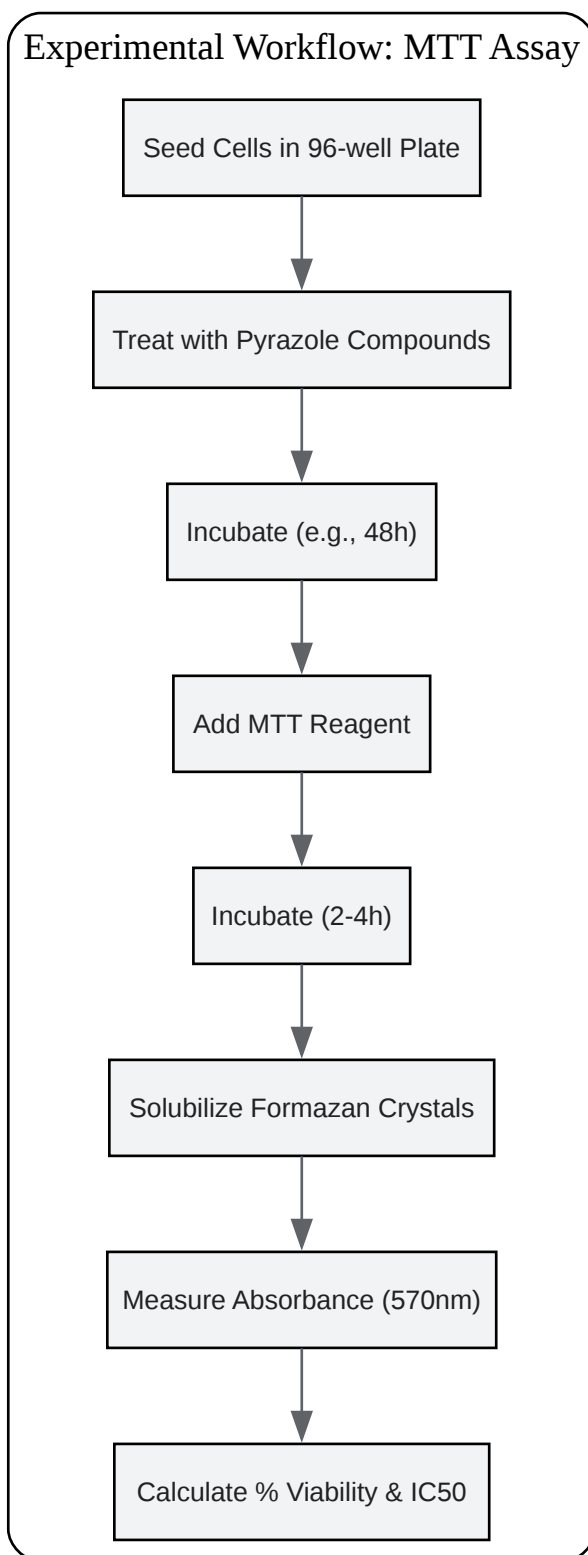 Experimental Workflow: MTT Assay
Seed Cells in 96-well Plate
Treat with Pyrazole Compounds
Incubate (e.g., 48h)
Add MTT Reagent
Incubate (2-4h)
Solubilize Formazan Crystals
Measure Absorbance (570nm)
Calculate % Viability & IC50